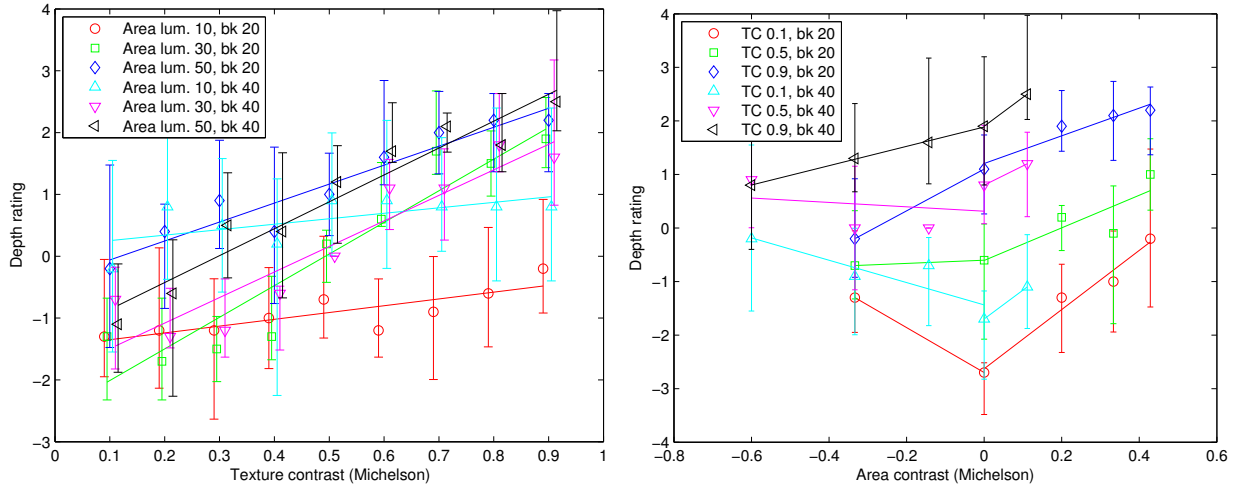 4
3
2
1
0
−1
−2
−3
Depth rating
Area lum. 10, bk 20
Area lum. 30, bk 20
Area lum. 50, bk 20
Area lum. 10, bk 40
Area lum. 30, bk 40
Area lum. 50, bk 40
0 0.1 0.2 0.3 0.4 0.5 0.6 0.7 0.8 0.9 1
Texture contrast (Michelson)
4
3
2
1
0
−1
−2
−3
−4
Depth rating
TC 0.1, bk 20
TC 0.5, bk 20
TC 0.9, bk 20
TC 0.1, bk 40
TC 0.5, bk 40
TC 0.9, bk 40
−0.8 −0.6 −0.4 −0.2 0 0.2 0.4 0.6
Area contrast (Michelson)